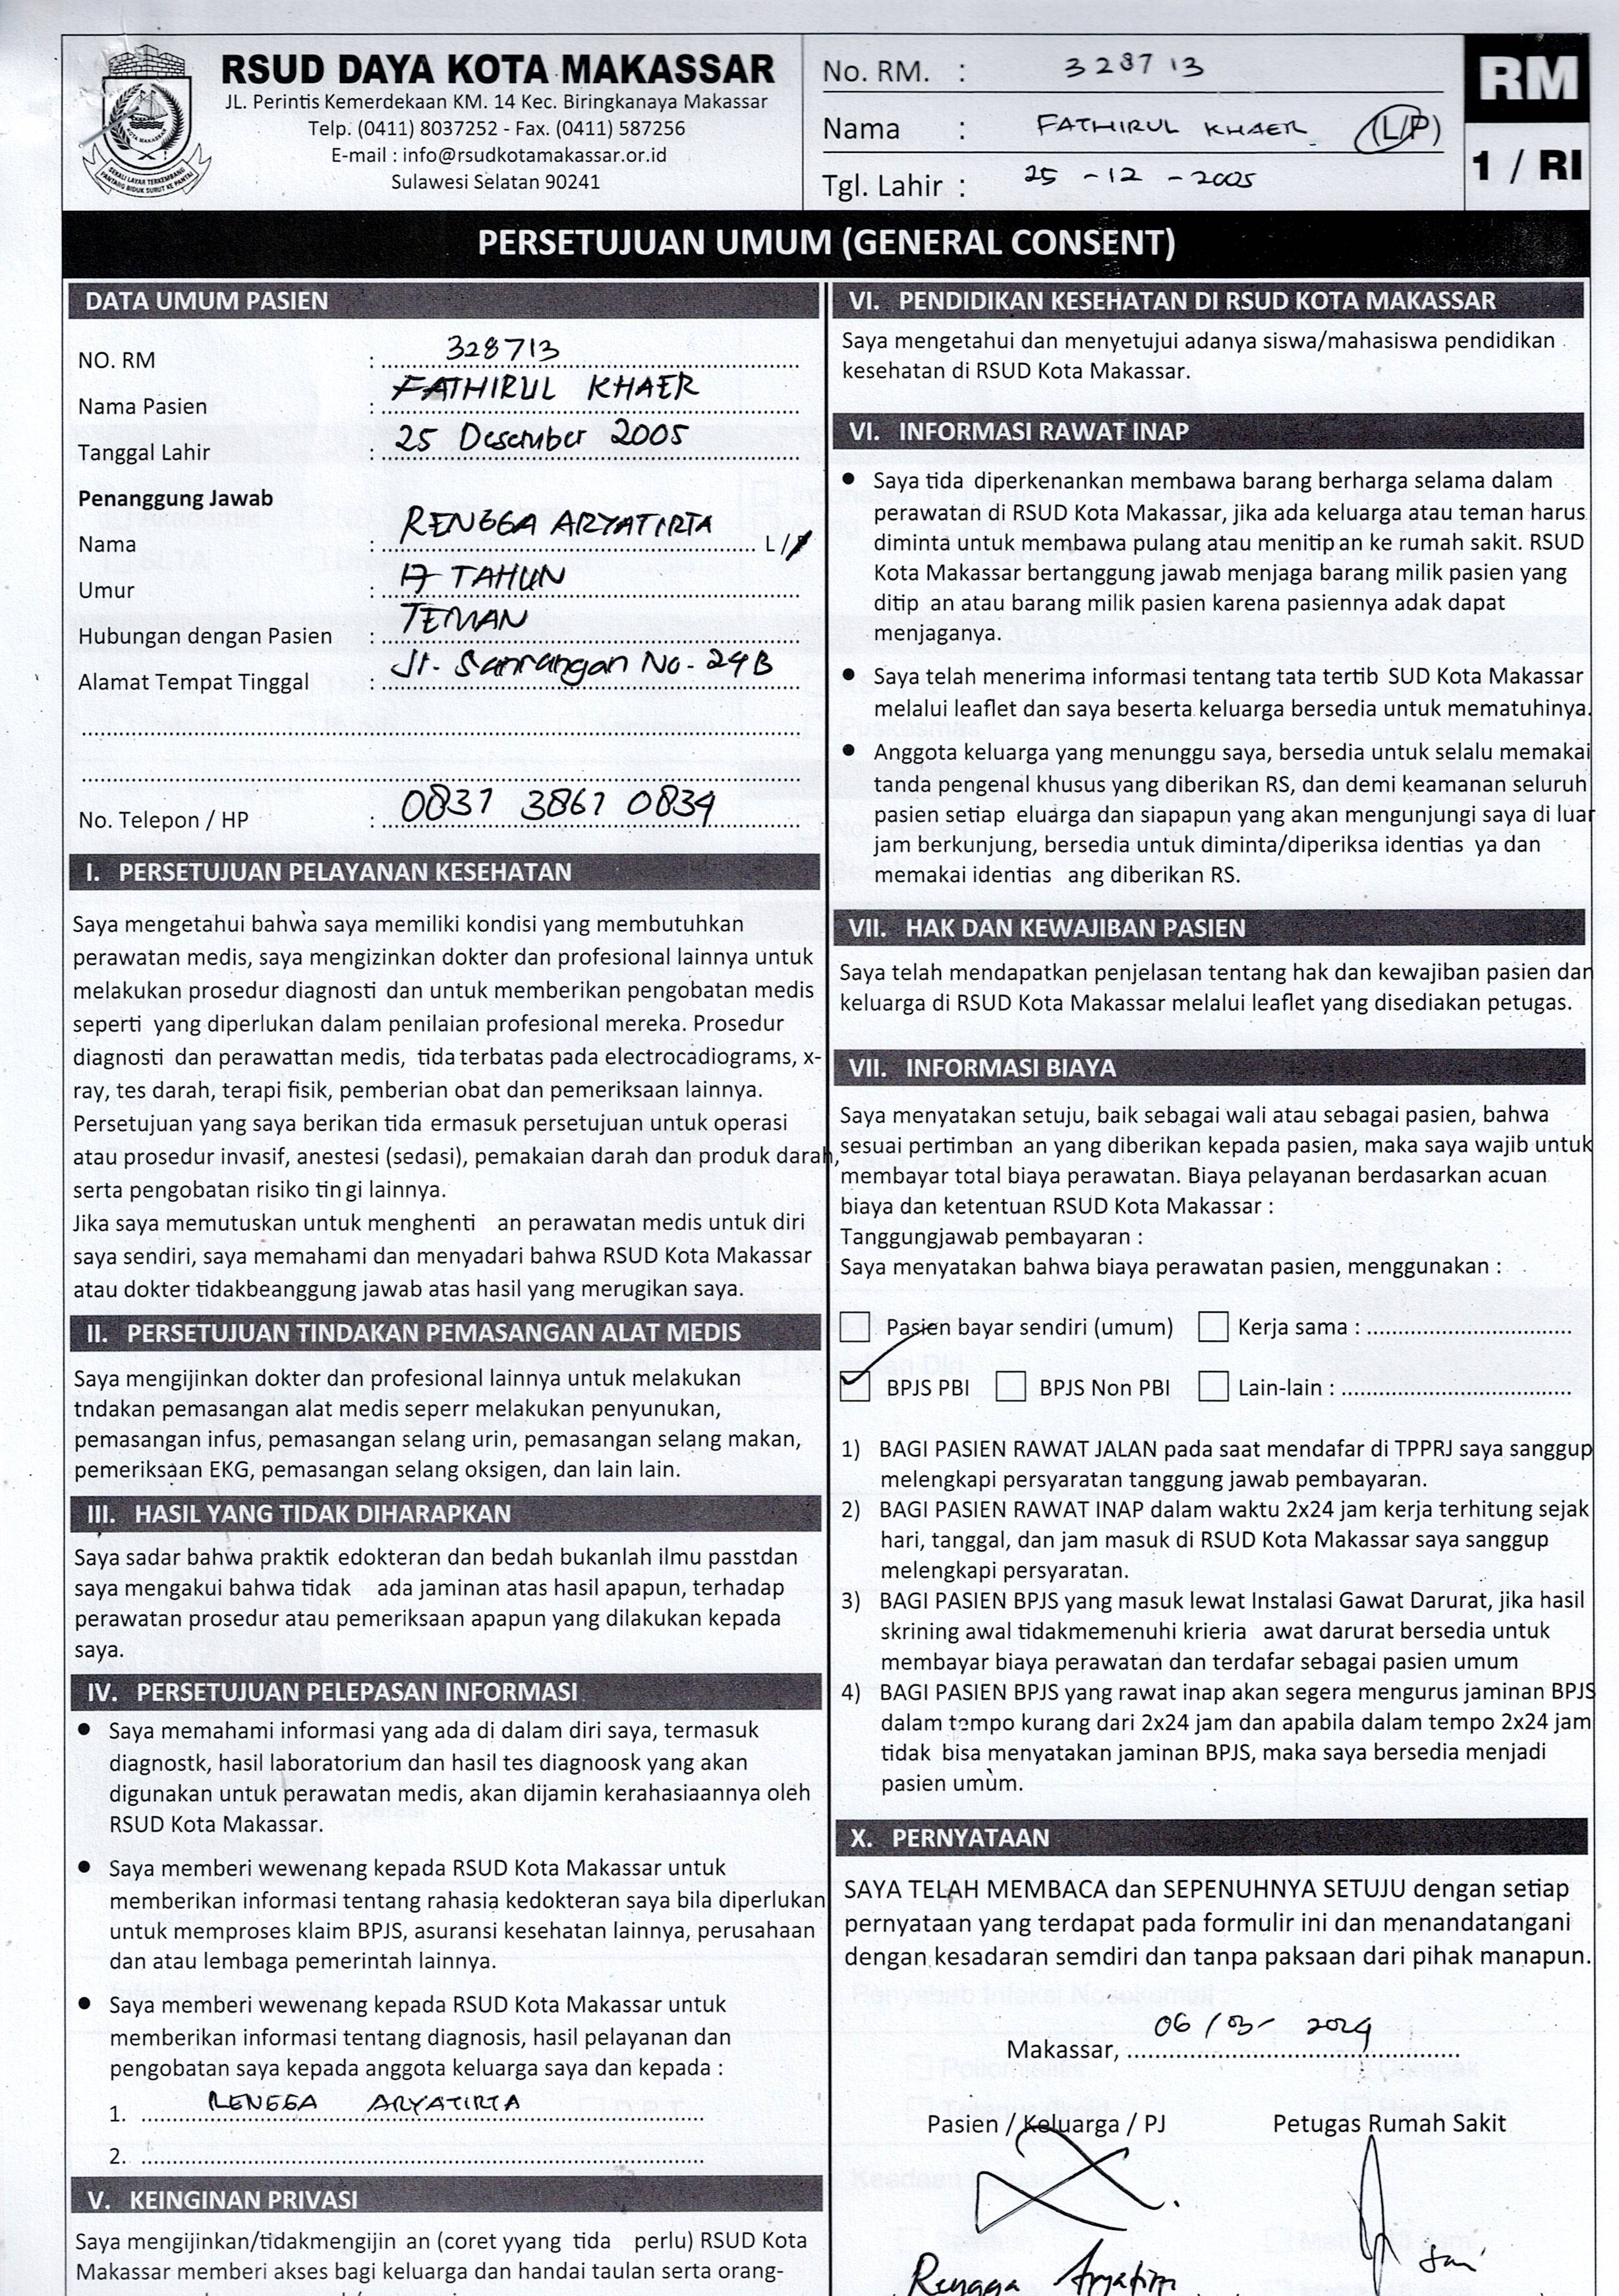 RSUD DAYA KOTA MAKASSAR
JL. Perintis Kemerdekaan KM. 14 Kec. Biringkanaya Makassar
Telp. (0411) 8037252 - Fax. (0411) 587256
E-mail : info@rsudkotamakassar.or.id
Sulawesi Selatan 90241
No. RM. : 328713
Nama : FATHIRUL KHAER (L/P)
Tgl. Lahir : 25 - 12 - 2005
RM
1 / RI
PERSETUJUAN UMUM (GENERAL CONSENT)
DATA UMUM PASIEN
NO. RM : 328713
Nama Pasien : FATHIRUL KHAER
Tanggal Lahir : 25 Desember 2005
Penanggung Jawab
Nama : RENGGA ARYATIRTA L/P
Umur : 17 TAHUN
Hubungan dengan Pasien : TEMAN
Alamat Tempat Tinggal : Jl. Sanrangan No. 24B
No. Telepon / HP : 0831 3861 0834
I. PERSETUJUAN PELAYANAN KESEHATAN
Saya mengetahui bahwa saya memiliki kondisi yang membutuhkan
perawatan medis, saya mengizinkan dokter dan profesional lainnya untuk
melakukan prosedur diagnosti dan untuk memberikan pengobatan medis
seperti yang diperlukan dalam penilaian profesional mereka. Prosedur
diagnosti dan perawattan medis, tida terbatas pada electrocadiograms, x-
ray, tes darah, terapi fisik, pemberian obat dan pemeriksaan lainnya.
Persetujuan yang saya berikan tida ermasuk persetujuan untuk operasi
atau prosedur invasif, anestesi (sedasi), pemakaian darah dan produk darah,
serta pengobatan risiko tin gi lainnya.
Jika saya memutuskan untuk menghenti an perawatan medis untuk diri
saya sendiri, saya memahami dan menyadari bahwa RSUD Kota Makassar
atau dokter tidakbeanggung jawab atas hasil yang merugikan saya.
II. PERSETUJUAN TINDAKAN PEMASANGAN ALAT MEDIS
Saya mengijinkan dokter dan profesional lainnya untuk melakukan
tndakan pemasangan alat medis seperr melakukan penyunukan,
pemasangan infus, pemasangan selang urin, pemasangan selang makan,
pemeriksaan EKG, pemasangan selang oksigen, dan lain lain.
III. HASIL YANG TIDAK DIHARAPKAN
Saya sadar bahwa praktik edokteran dan bedah bukanlah ilmu passtdan
saya mengakui bahwa tidak ada jaminan atas hasil apapun, terhadap
perawatan prosedur atau pemeriksaan apapun yang dilakukan kepada
saya.
IV. PERSETUJUAN PELEPASAN INFORMASI
● Saya memahami informasi yang ada di dalam diri saya, termasuk
diagnostk, hasil laboratorium dan hasil tes diagnoosk yang akan
digunakan untuk perawatan medis, akan dijamin kerahasiaannya oleh
RSUD Kota Makassar.
● Saya memberi wewenang kepada RSUD Kota Makassar untuk
memberikan informasi tentang rahasia kedokteran saya bila diperlukan
untuk memproses klaim BPJS, asuransi kesehatan lainnya, perusahaan
dan atau lembaga pemerintah lainnya.
● Saya memberi wewenang kepada RSUD Kota Makassar untuk
memberikan informasi tentang diagnosis, hasil pelayanan dan
pengobatan saya kepada anggota keluarga saya dan kepada :
1. RENGGA ARYATIRTA
2.
V. KEINGINAN PRIVASI
Saya mengijinkan/tidakmengijin an (coret yyang tida perlu) RSUD Kota
Makassar memberi akses bagi keluarga dan handai taulan serta orang-
VI. PENDIDIKAN KESEHATAN DI RSUD KOTA MAKASSAR
Saya mengetahui dan menyetujui adanya siswa/mahasiswa pendidikan
kesehatan di RSUD Kota Makassar.
VI. INFORMASI RAWAT INAP
● Saya tida diperkenankan membawa barang berharga selama dalam
perawatan di RSUD Kota Makassar, jika ada keluarga atau teman harus
diminta untuk membawa pulang atau menitip an ke rumah sakit. RSUD
Kota Makassar bertanggung jawab menjaga barang milik pasien yang
ditip an atau barang milik pasien karena pasiennya adak dapat
menjaganya.
● Saya telah menerima informasi tentang tata tertib SUD Kota Makassar
melalui leaflet dan saya beserta keluarga bersedia untuk mematuhinya.
● Anggota keluarga yang menunggu saya, bersedia untuk selalu memakai
tanda pengenal khusus yang diberikan RS, dan demi keamanan seluruh
pasien setiap eluarga dan siapapun yang akan mengunjungi saya di luar
jam berkunjung, bersedia untuk diminta/diperiksa identias ya dan
memakai identias ang diberikan RS.
VII. HAK DAN KEWAJIBAN PASIEN
Saya telah mendapatkan penjelasan tentang hak dan kewajiban pasien dan
keluarga di RSUD Kota Makassar melalui leaflet yang disediakan petugas.
VII. INFORMASI BIAYA
Saya menyatakan setuju, baik sebagai wali atau sebagai pasien, bahwa
sesuai pertimban an yang diberikan kepada pasien, maka saya wajib untuk
membayar total biaya perawatan. Biaya pelayanan berdasarkan acuan
biaya dan ketentuan RSUD Kota Makassar :
Tanggungjawab pembayaran :
Saya menyatakan bahwa biaya perawatan pasien, menggunakan :
Pasien bayar sendiri (umum) Kerja sama :
BPJS PBI BPJS Non PBI Lain-lain :
1) BAGI PASIEN RAWAT JALAN pada saat mendafar di TPPRJ saya sanggup
melengkapi persyaratan tanggung jawab pembayaran.
2) BAGI PASIEN RAWAT INAP dalam waktu 2x24 jam kerja terhitung sejak
hari, tanggal, dan jam masuk di RSUD Kota Makassar saya sanggup
melengkapi persyaratan.
3) BAGI PASIEN BPJS yang masuk lewat Instalasi Gawat Darurat, jika hasil
skrining awal tidakmemenuhi krieria awat darurat bersedia untuk
membayar biaya perawatan dan terdafar sebagai pasien umum
4) BAGI PASIEN BPJS yang rawat inap akan segera mengurus jaminan BPJS
dalam tempo kurang dari 2x24 jam dan apabila dalam tempo 2x24 jam
tidak bisa menyatakan jaminan BPJS, maka saya bersedia menjadi
pasien umum.
X. PERNYATAAN
SAYA TELAH MEMBACA dan SEPENUHNYA SETUJU dengan setiap
pernyataan yang terdapat pada formulir ini dan menandatangani
dengan kesadaran semdiri dan tanpa paksaan dari pihak manapun.
Makassar, 06/03- 2024
Pasien / Keluarga / PJ Petugas Rumah Sakit
Rengga